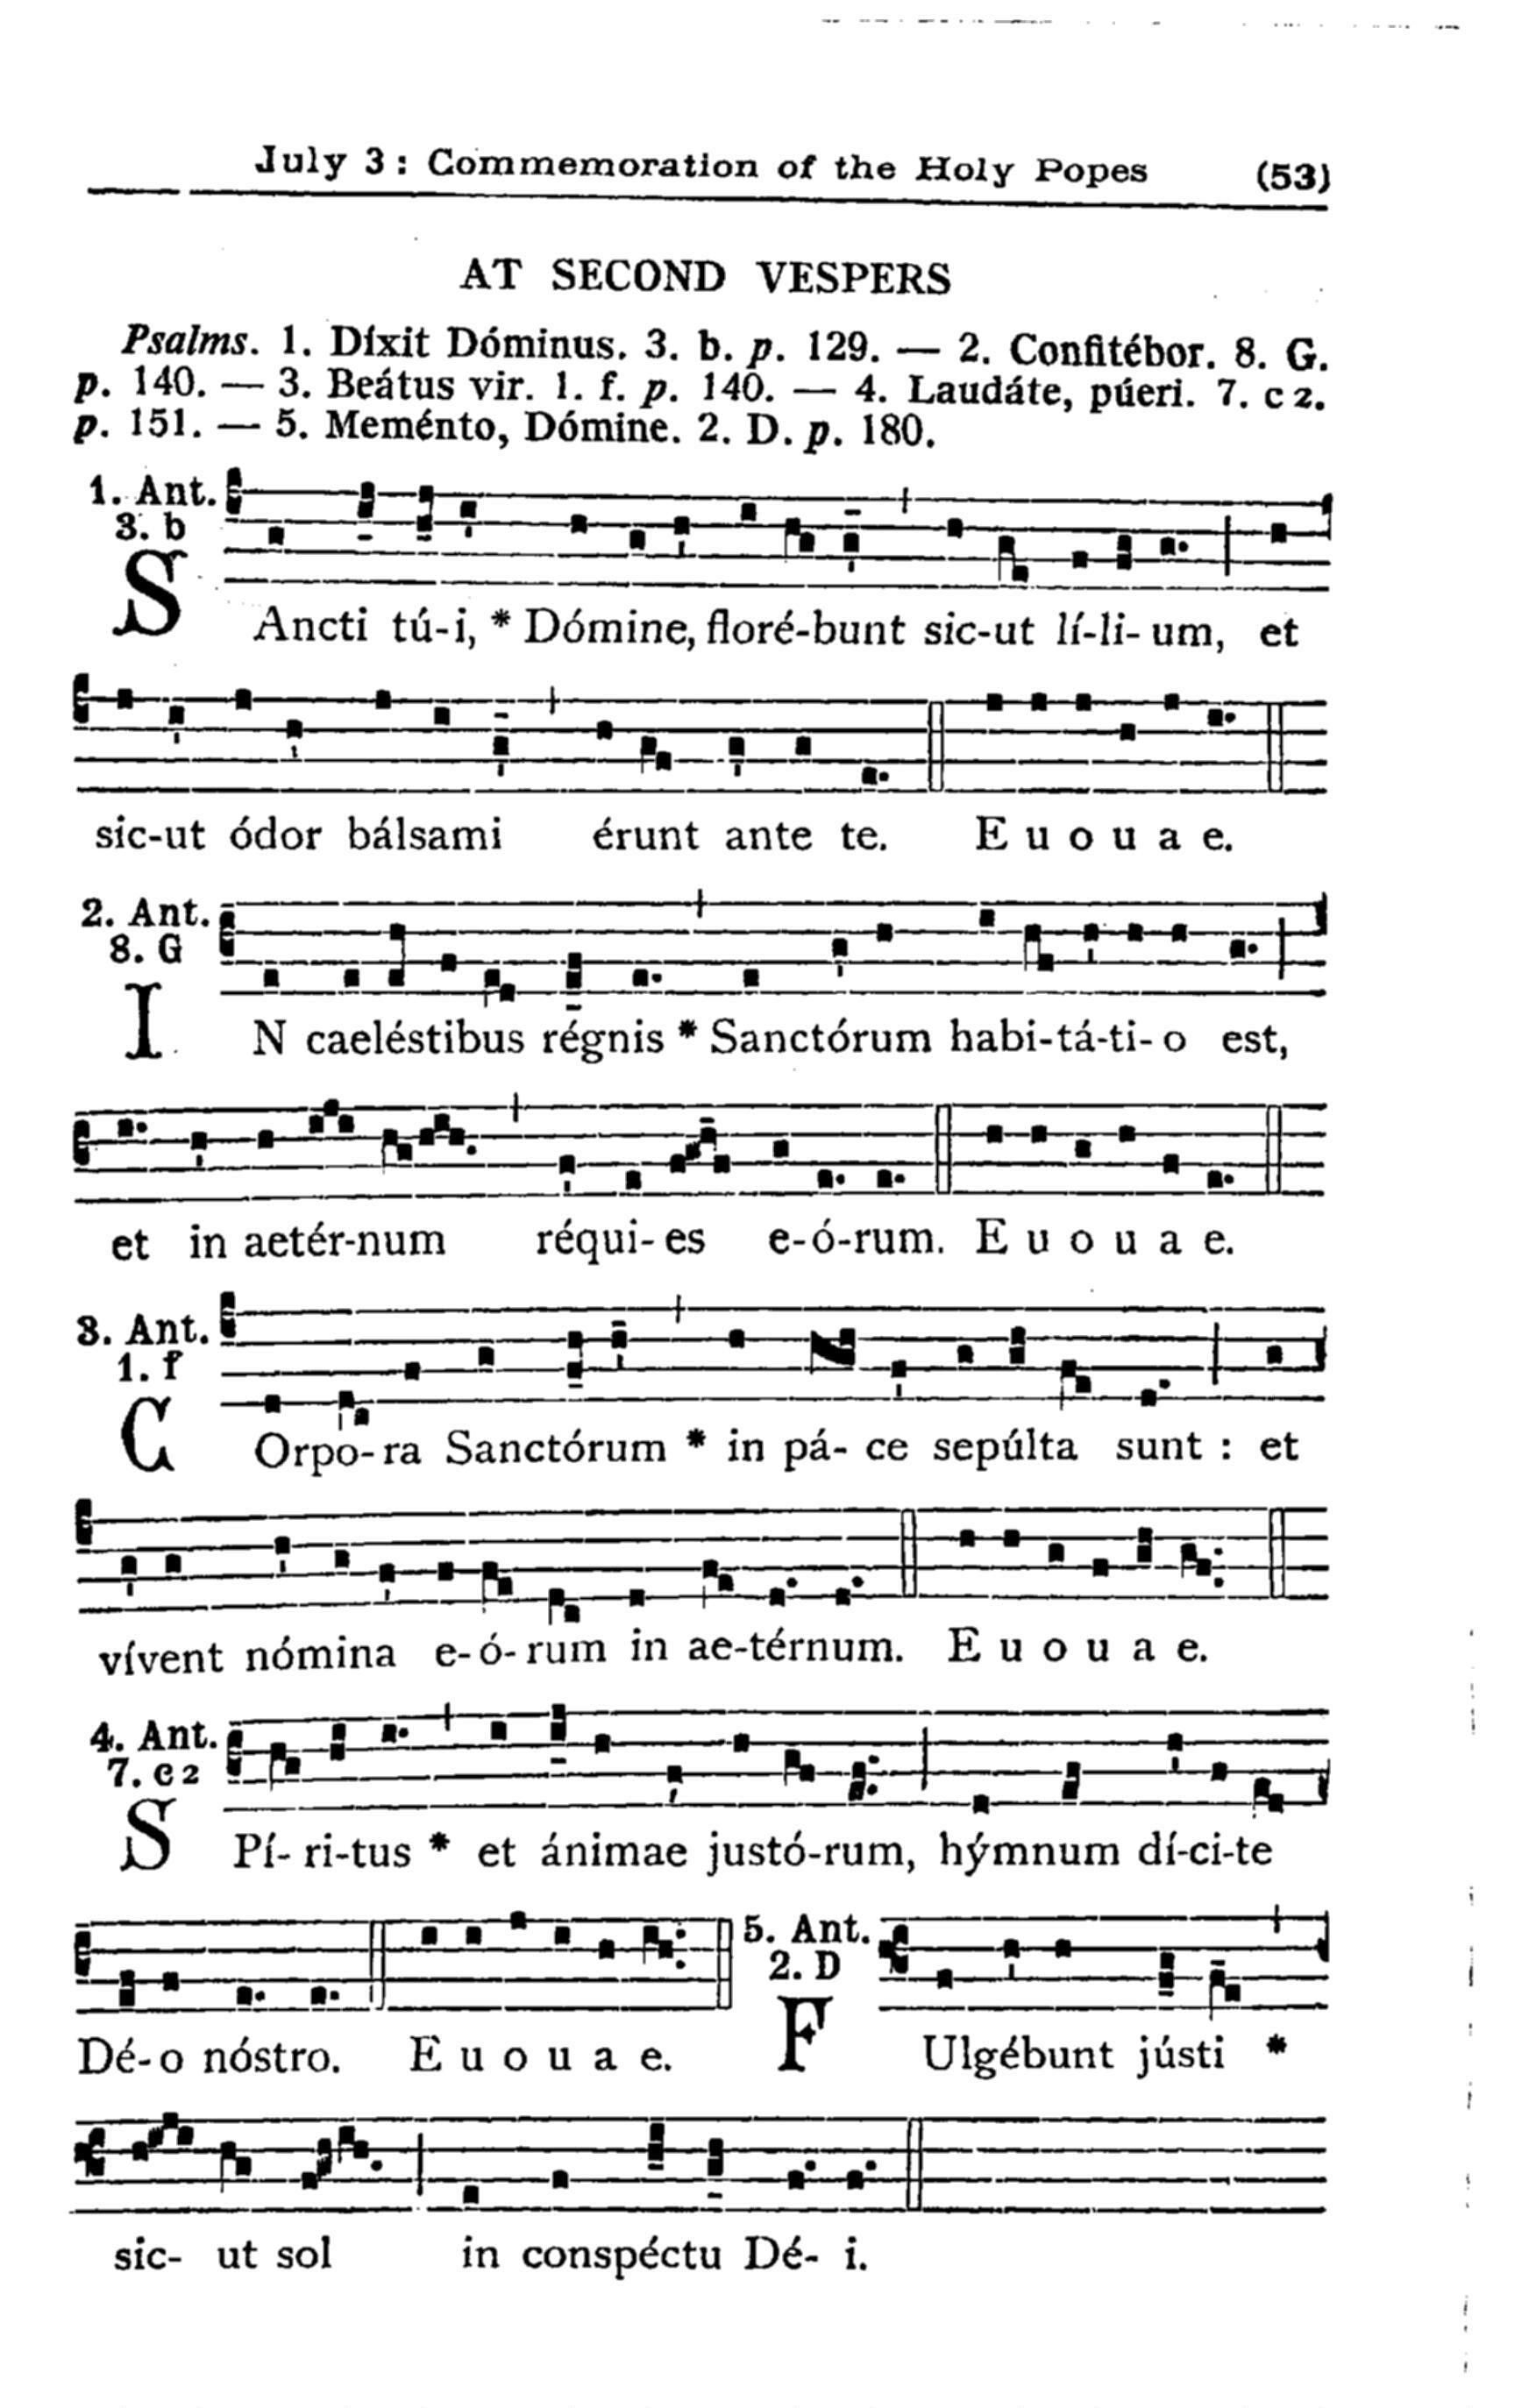 July 3: Commemoration of the Holy Popes (53)
AT SECOND VESPERS
Psalms. 1. Díxit Dóminus. 3. b. p. 129. — 2. Confitébor. 8. G.
p. 140. — 3. Beátus vir. 1. f. p. 140. — 4. Laudáte, púeri. 7. c 2.
p. 151. — 5. Meménto, Dómine. 2. D. p. 180.
1. Ant.
3. b
SAncti tú-i, * Dómine, floré-bunt sic-ut lí-li-um, et
sic-ut ódor bálsami érunt ante te. E u o u a e.
2. Ant.
8. G
IN caeléstibus régnis * Sanctórum habi-tá-ti-o est,
et in aetér-num réqui-es e-ó-rum. E u o u a e.
3. Ant.
1. f
COrpo-ra Sanctórum * in pá-ce sepúlta sunt : et
vívent nómina e-ó-rum in ae-térnum. E u o u a e.
4. Ant.
7. c 2
SPí-ri-tus * et ánimae justó-rum, hýmnum dí-ci-te
Dé-o nóstro. E u o u a e.
5. Ant.
2. D
FUlgébunt jústi *
sic-ut sol in conspéctu Dé-i.